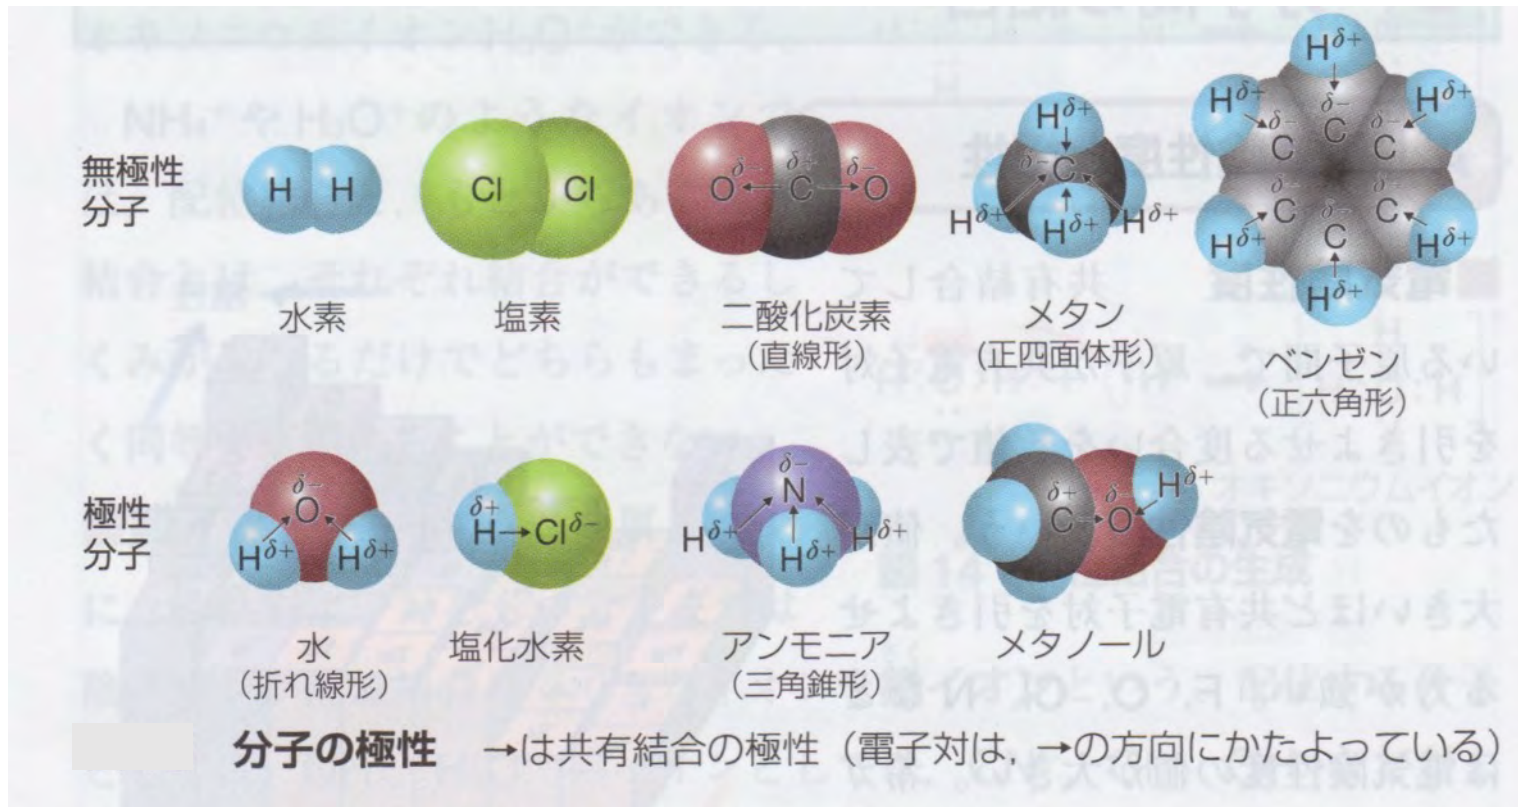 無極性
分子
H H
Cl Cl
Oδ− Cδ+ Oδ−
Hδ+
δ− C
Hδ+ Hδ+ Hδ+
Hδ+
Hδ+ δ− C Hδ+
δ− C δ− C
C δ− C C
Hδ+ Hδ+
Hδ+
水素
塩素
二酸化炭素
(直線形)
メタン
(正四面体形)
ベンゼン
(正六角形)
極性
分子
δ−
O
Hδ+ Hδ+
δ+
H Clδ−
δ−
N
Hδ+ Hδ+ Hδ+
δ+ δ− Hδ+
C O
水
(折れ線形)
塩化水素
アンモニア
(三角錐形)
メタノール
分子の極性 →は共有結合の極性（電子対は，→の方向にかたよっている）